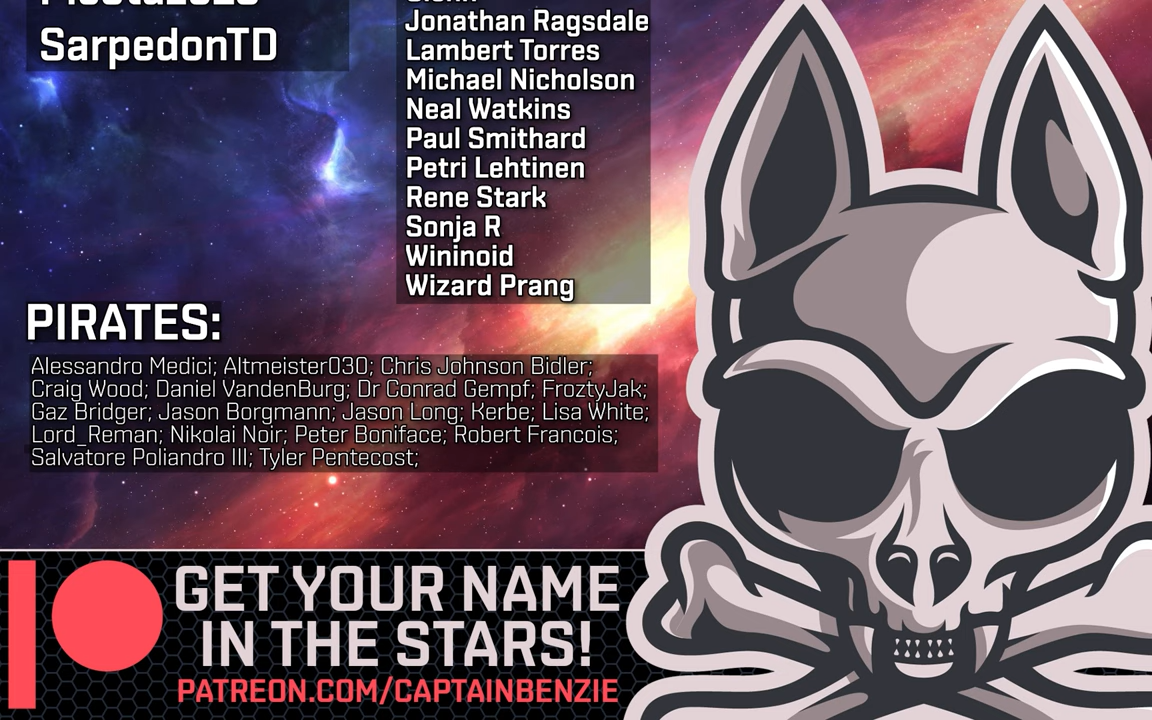 SarpedonTD
Jonathan Ragsdale
Lambert Torres
Michael Nicholson
Neal Watkins
Paul Smithard
Petri Lehtinen
Rene Stark
Sonja R
Wininoid
Wizard Prang
PIRATES:
Alessandro Medici; Altmeister030; Chris Johnson Bidler;
Craig Wood; Daniel VandenBurg; Dr Conrad Gempf; FroztyJak;
Gaz Bridger; Jason Borgmann; Jason Long; Kerbe; Lisa White;
Lord_Reman; Nikolai Noir; Peter Boniface; Robert Francois;
Salvatore Poliandro III; Tyler Pentecost;
GET YOUR NAME
IN THE STARS!
PATREON.COM/CAPTAINBENZIE